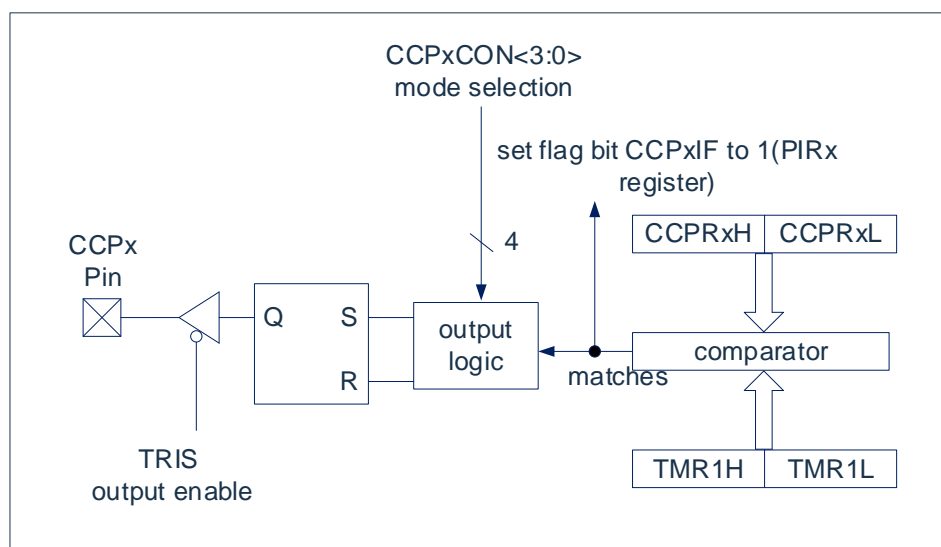 CCPxCON<3:0>
mode selection
set flag bit CCPxIF to 1(PIRx
register)
CCPRxH CCPRxL
CCPx
Pin
4
Q S
R
output
logic
comparator
matches
TRIS
output enable
TMR1H TMR1L